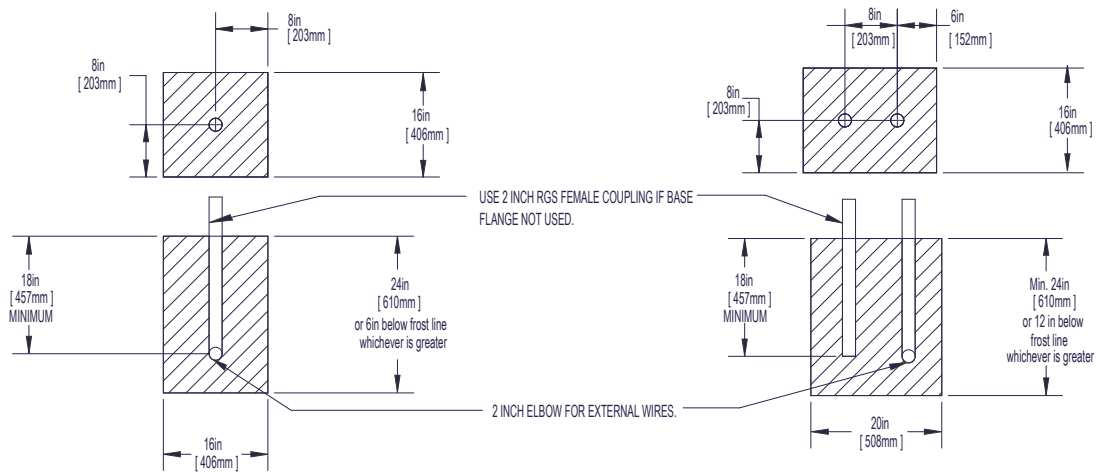 8in
[ 203mm ]
8in
[ 203mm ]
16in
[ 406mm ]
8in
[ 203mm ]
6in
[ 152mm ]
8in
[ 203mm ]
16in
[ 406mm ]
USE 2 INCH RGS FEMALE COUPLING IF BASE
FLANGE NOT USED.
18in
[ 457mm ]
MINIMUM
24in
[ 610mm ]
or 6in below frost line
whichever is greater
18in
[ 457mm ]
MINIMUM
Min. 24in
[ 610mm ]
or 12 in below
frost line
whichever is greater
2 INCH ELBOW FOR EXTERNAL WIRES.
16in
[ 406mm ]
20in
[ 508mm ]